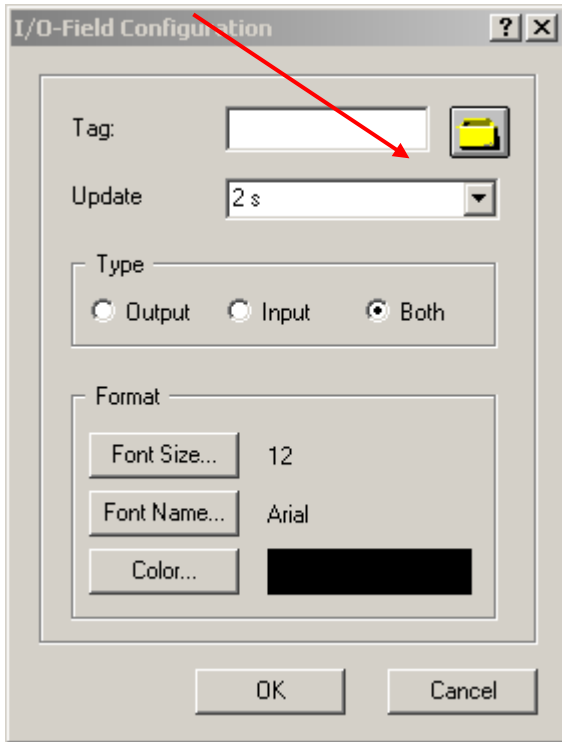 I/O-Field Configuration
Tag:
Update 2 s
Type
Output Input Both
Format
Font Size... 12
Font Name... Arial
Color...
OK Cancel